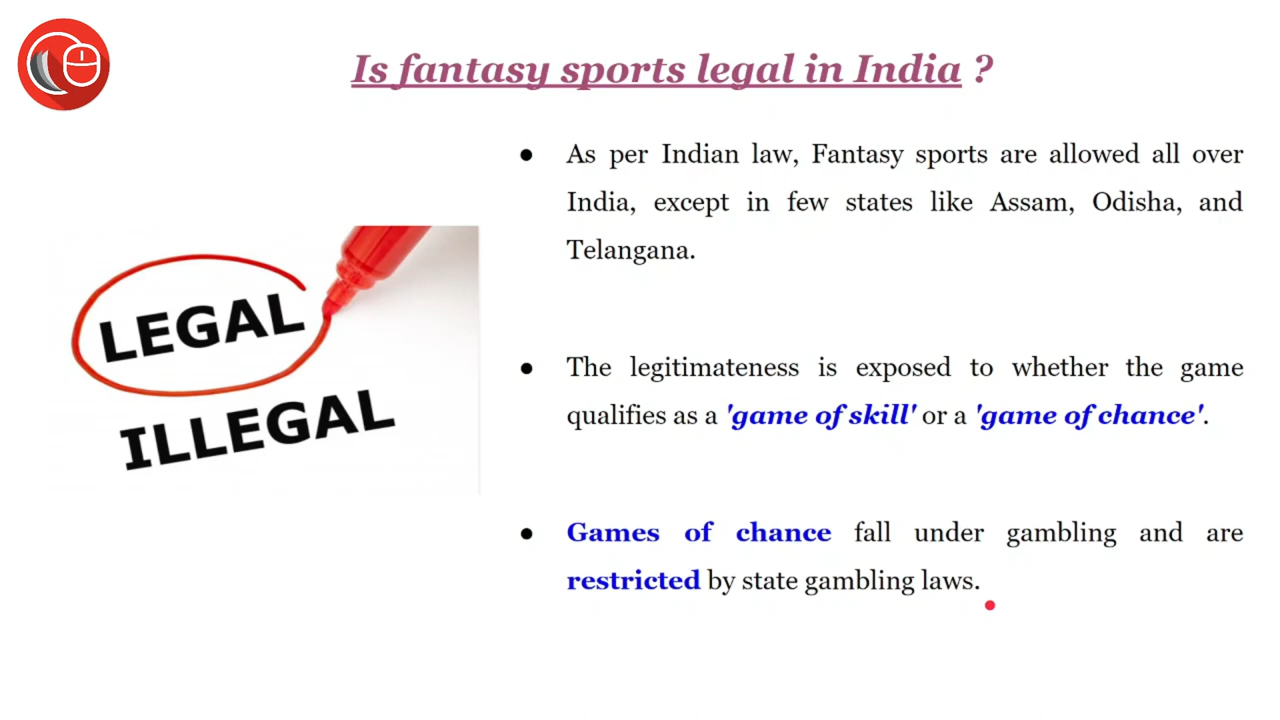 Is fantasy sports legal in India ?
● As per Indian law, Fantasy sports are allowed all over
India, except in few states like Assam, Odisha, and
Telangana.
LEGAL
ILLEGAL
● The legitimateness is exposed to whether the game
qualifies as a 'game of skill' or a 'game of chance'.
● Games of chance fall under gambling and are
restricted by state gambling laws.